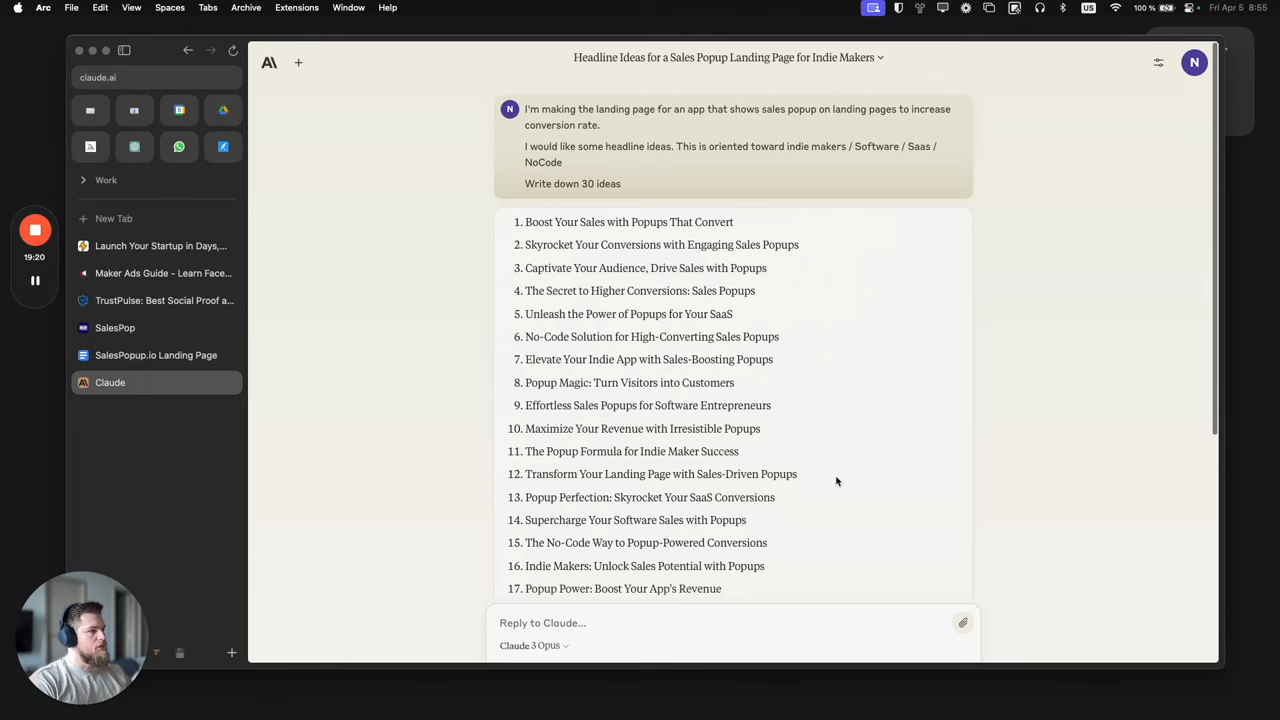 Arc File Edit View Spaces Tabs Archive Extensions Window Help
US 100 % Fri Apr 5 8:55
claude.ai
Work
New Tab
Launch Your Startup in Days,...
Maker Ads Guide - Learn Face...
TrustPulse: Best Social Proof a...
SalesPop
SalesPopup.io Landing Page
Claude
19:20
Headline Ideas for a Sales Popup Landing Page for Indie Makers
N
N
I'm making the landing page for an app that shows sales popup on landing pages to increase
conversion rate.
I would like some headline ideas. This is oriented toward indie makers / Software / Saas /
NoCode
Write down 30 ideas
1. Boost Your Sales with Popups That Convert
2. Skyrocket Your Conversions with Engaging Sales Popups
3. Captivate Your Audience, Drive Sales with Popups
4. The Secret to Higher Conversions: Sales Popups
5. Unleash the Power of Popups for Your SaaS
6. No-Code Solution for High-Converting Sales Popups
7. Elevate Your Indie App with Sales-Boosting Popups
8. Popup Magic: Turn Visitors into Customers
9. Effortless Sales Popups for Software Entrepreneurs
10. Maximize Your Revenue with Irresistible Popups
11. The Popup Formula for Indie Maker Success
12. Transform Your Landing Page with Sales-Driven Popups
13. Popup Perfection: Skyrocket Your SaaS Conversions
14. Supercharge Your Software Sales with Popups
15. The No-Code Way to Popup-Powered Conversions
16. Indie Makers: Unlock Sales Potential with Popups
17. Popup Power: Boost Your App's Revenue
Reply to Claude...
Claude 3 Opus